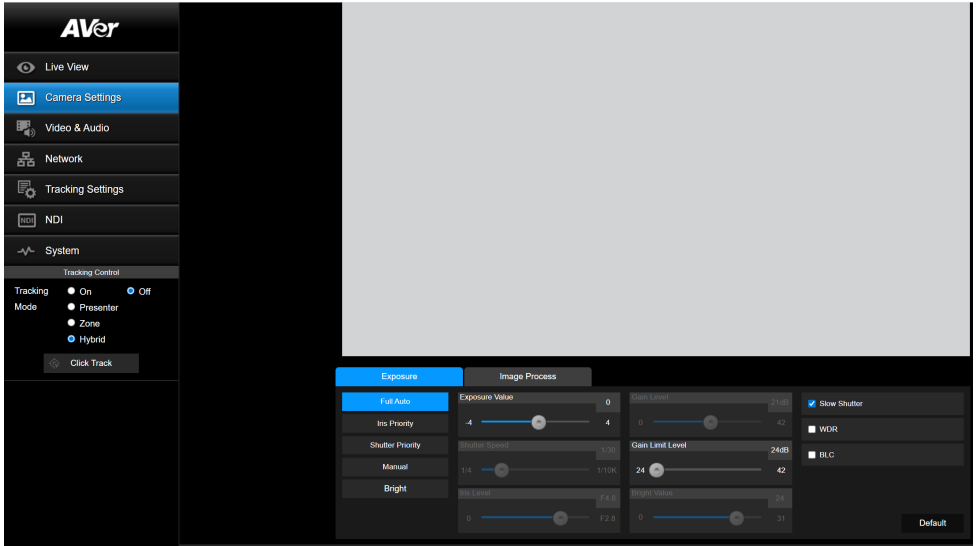 AVer
Live View
Camera Settings
Video & Audio
Network
Tracking Settings
NDI NDI
System
Tracking Control
Tracking On Off
Mode Presenter
Zone
Hybrid
Click Track
Exposure Image Process
Full Auto
Iris Priority
Shutter Priority
Manual
Bright
Exposure Value 0
-4 4
Shutter Speed 1/30
1/4 1/10K
Iris Level F4.8
0 F2.8
Gain Level 21dB
0 42
Gain Limit Level 24dB
24 42
Bright Value 24
0 31
Slow Shutter
WDR
BLC
Default